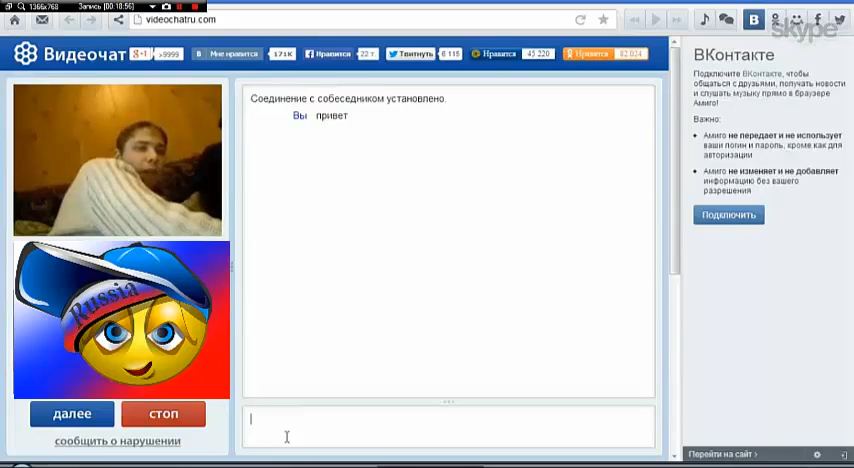 1366x768 Запись [00:18:56]
videochatru.com
skype
Видеочат
g+1 >9999
В Мне нравится 171K
Нравится 22 т.
Твитнуть 6 115
Нравится 45 220
Нравится 82 024
Соединение с собеседником установлено.
Вы привет
Russia
далее
стоп
сообщить о нарушении
ВКонтакте
Подключите ВКонтакте, чтобы
общаться с друзьями, получать новости
и слушать музыку прямо в браузере
Амиго!
Важно:
Амиго не передает и не использует
ваши логин и пароль, кроме как для
авторизации
Амиго не изменяет и не добавляет
информацию без вашего
разрешения
Подключить
Перейти на сайт ›